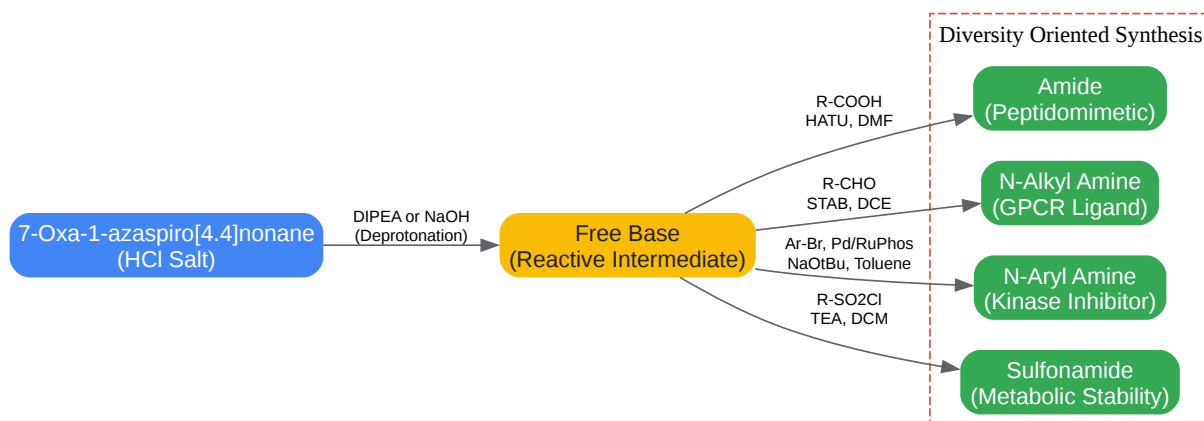 Diversity Oriented Synthesis
7-Oxa-1-azaspiro[4.4]nonane
(HCl Salt)
DIPEA or NaOH
(Deprotonation)
Free Base
(Reactive Intermediate)
R-COOH
HATU, DMF
Amide
(Peptidomimetic)
R-CHO
STAB, DCE
N-Alkyl Amine
(GPCR Ligand)
Ar-Br, Pd/RuPhos
NaOtBu, Toluene
N-Aryl Amine
(Kinase Inhibitor)
R-SO2Cl
TEA, DCM
Sulfonamide
(Metabolic Stability)